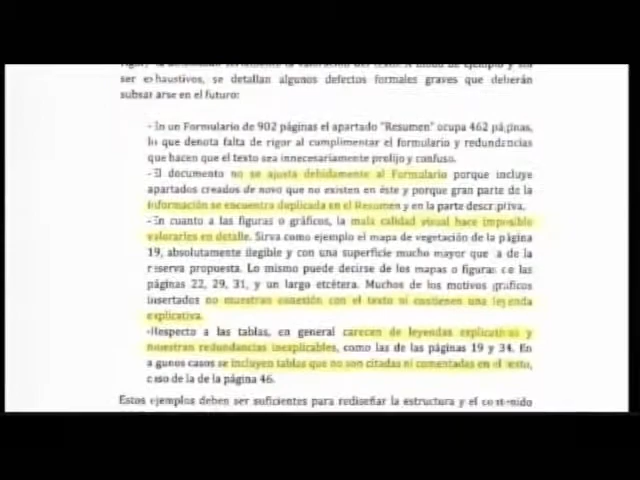 ser exhaustivos, se detallan algunos defectos formales graves que deberán
subsanarse en el futuro:
- En un Formulario de 902 páginas el apartado "Resumen" ocupa 462 páginas,
lo que denota falta de rigor al cumplimentar el formulario y redundancias
que hacen que el texto sea innecesariamente prolijo y confuso.
- El documento no se ajusta debidamente al Formulario porque incluye
apartados creados de novo que no existen en éste y porque gran parte de la
información se encuentra duplicada en el Resumen y en la parte descriptiva.
- En cuanto a las figuras o gráficos, la mala calidad visual hace imposible
valorarles en detalle. Sirva como ejemplo el mapa de vegetación de la página
19, absolutamente ilegible y con una superficie mucho mayor que la de la
reserva propuesta. Lo mismo puede decirse de los mapas o figuras de las
páginas 22, 29, 31, y un largo etcétera. Muchos de los motivos gráficos
insertados no muestran conexión con el texto ni contienen una leyenda
explicativa.
-Respecto a las tablas, en general carecen de leyendas explicativas y
muestran redundancias inexplicables, como las de las páginas 19 y 34. En
algunos casos se incluyen tablas que no son citadas ni comentadas en el texto,
caso de la de la página 46.
Estos ejemplos deben ser suficientes para rediseñar la estructura y el contenido